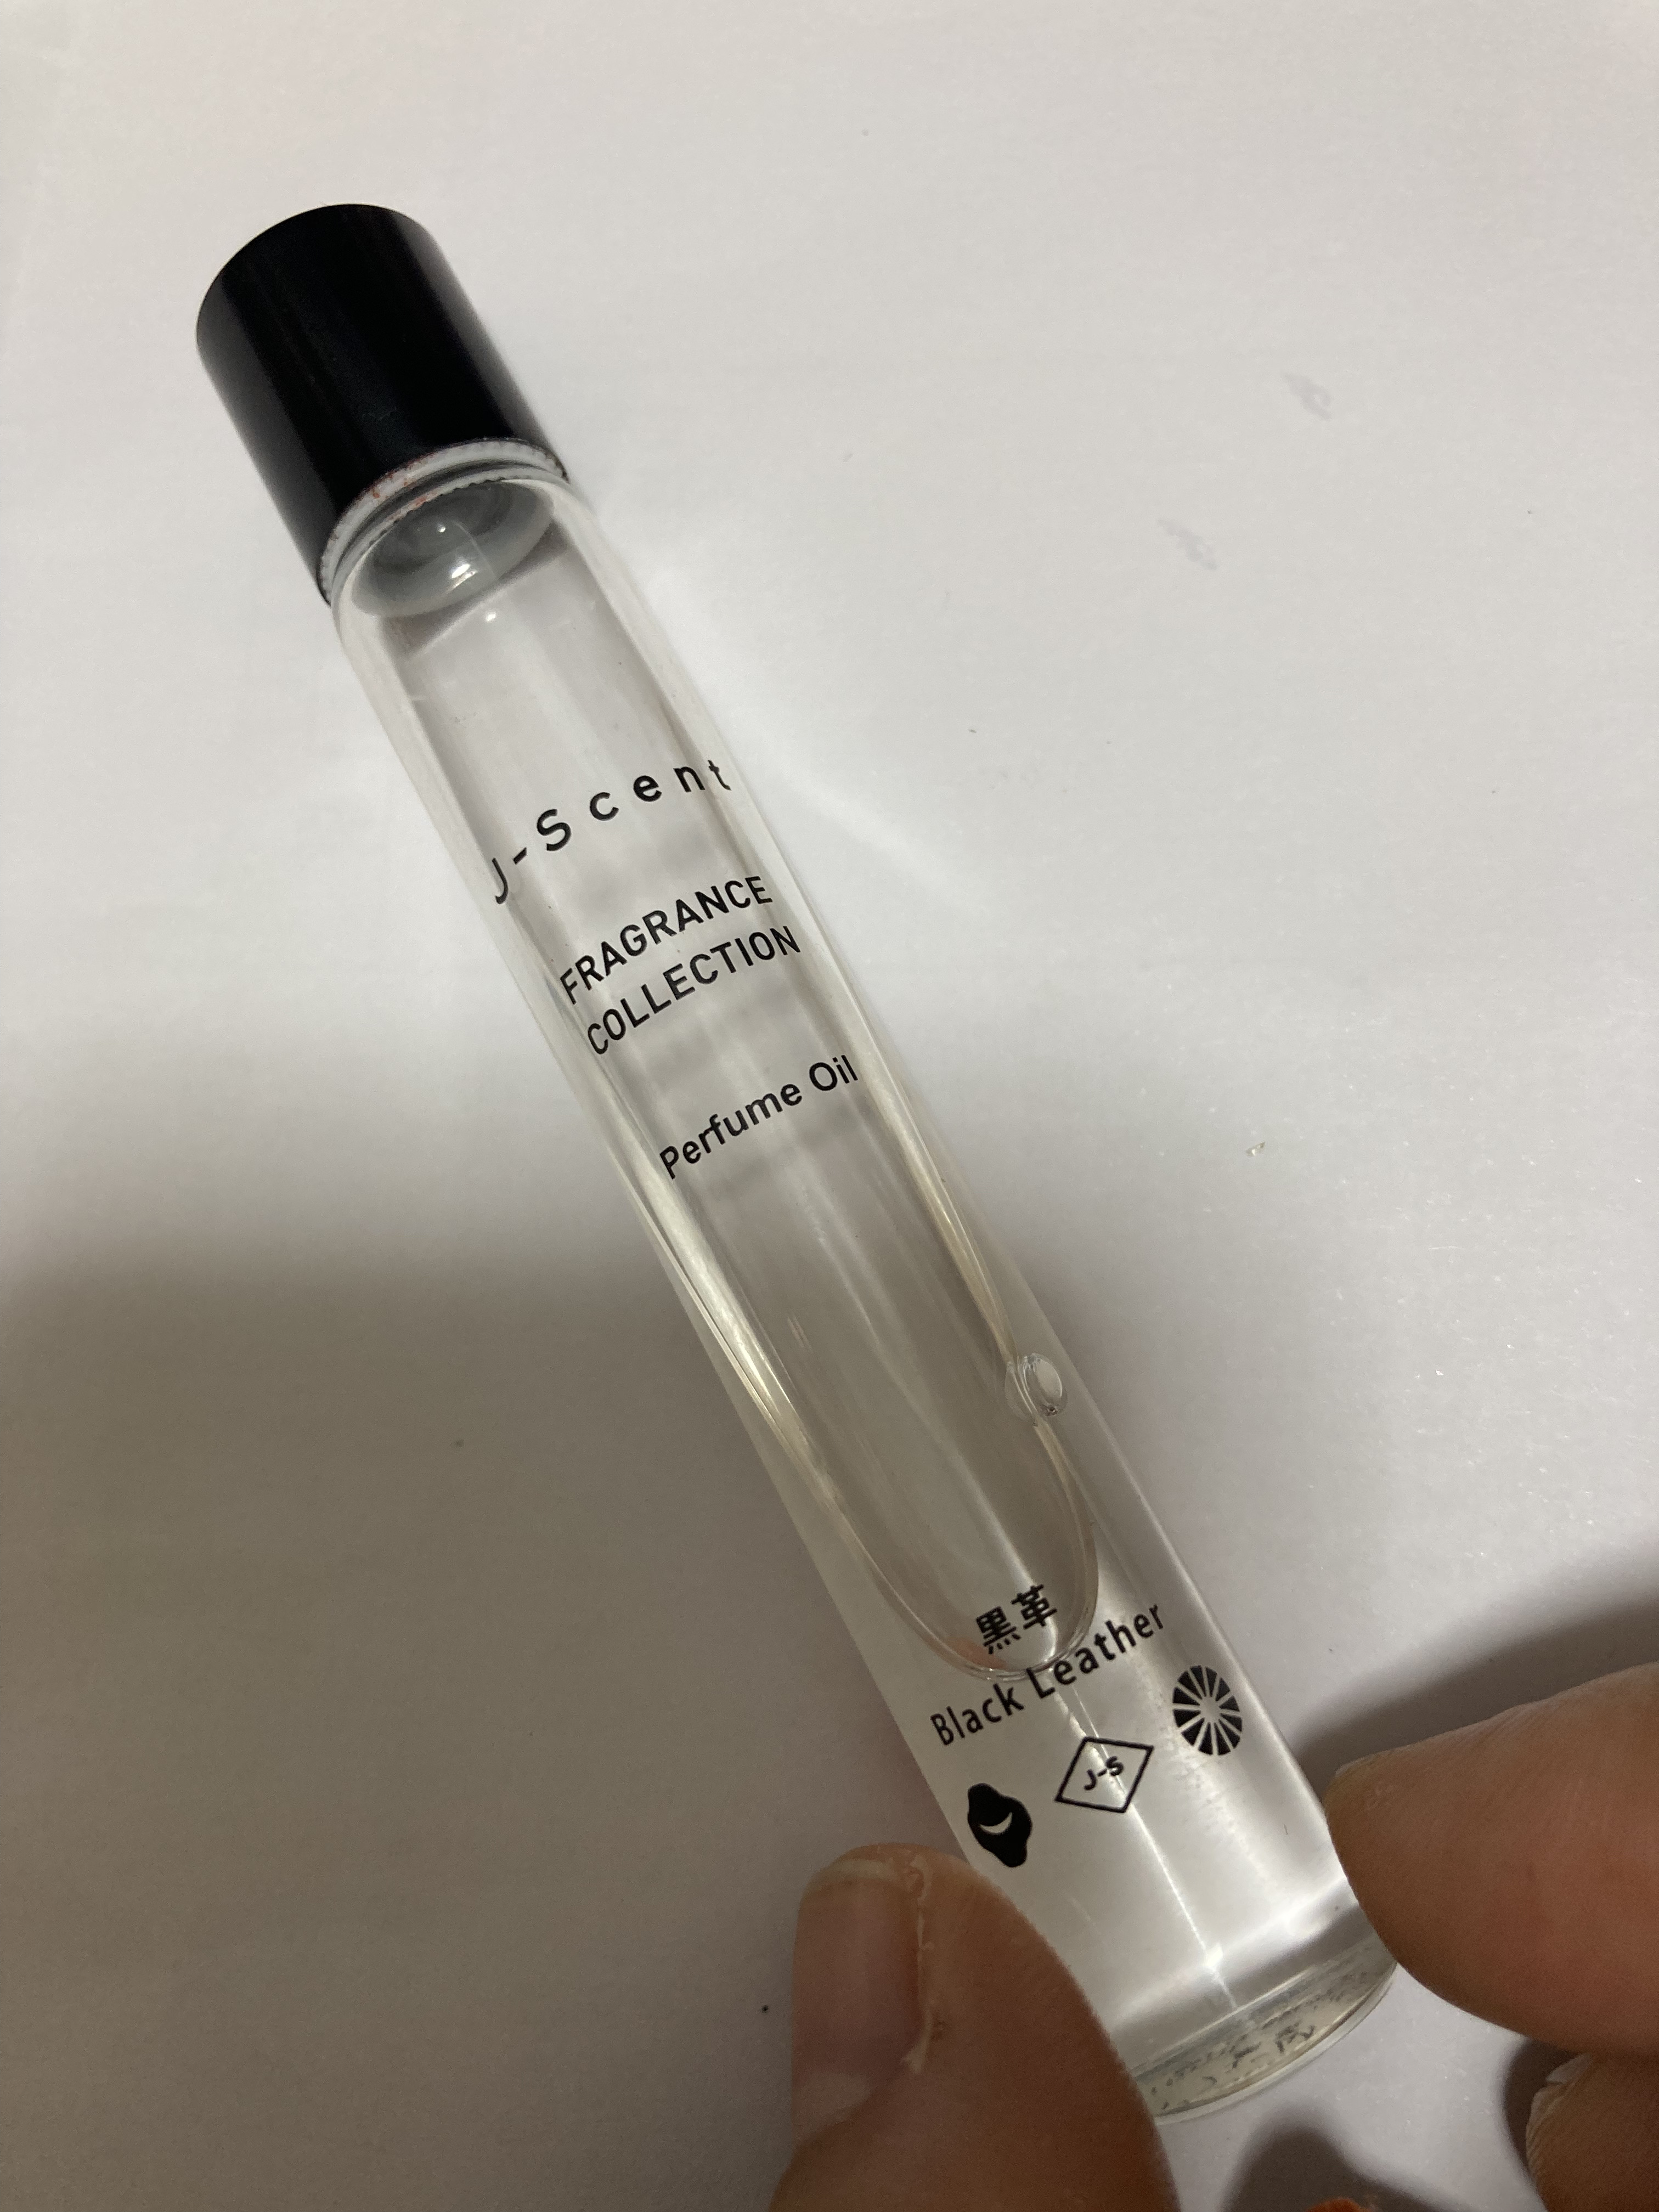 J-Scent
FRAGRANCE
COLLECTION
Perfume Oil
黒革
Black Leather
J-S